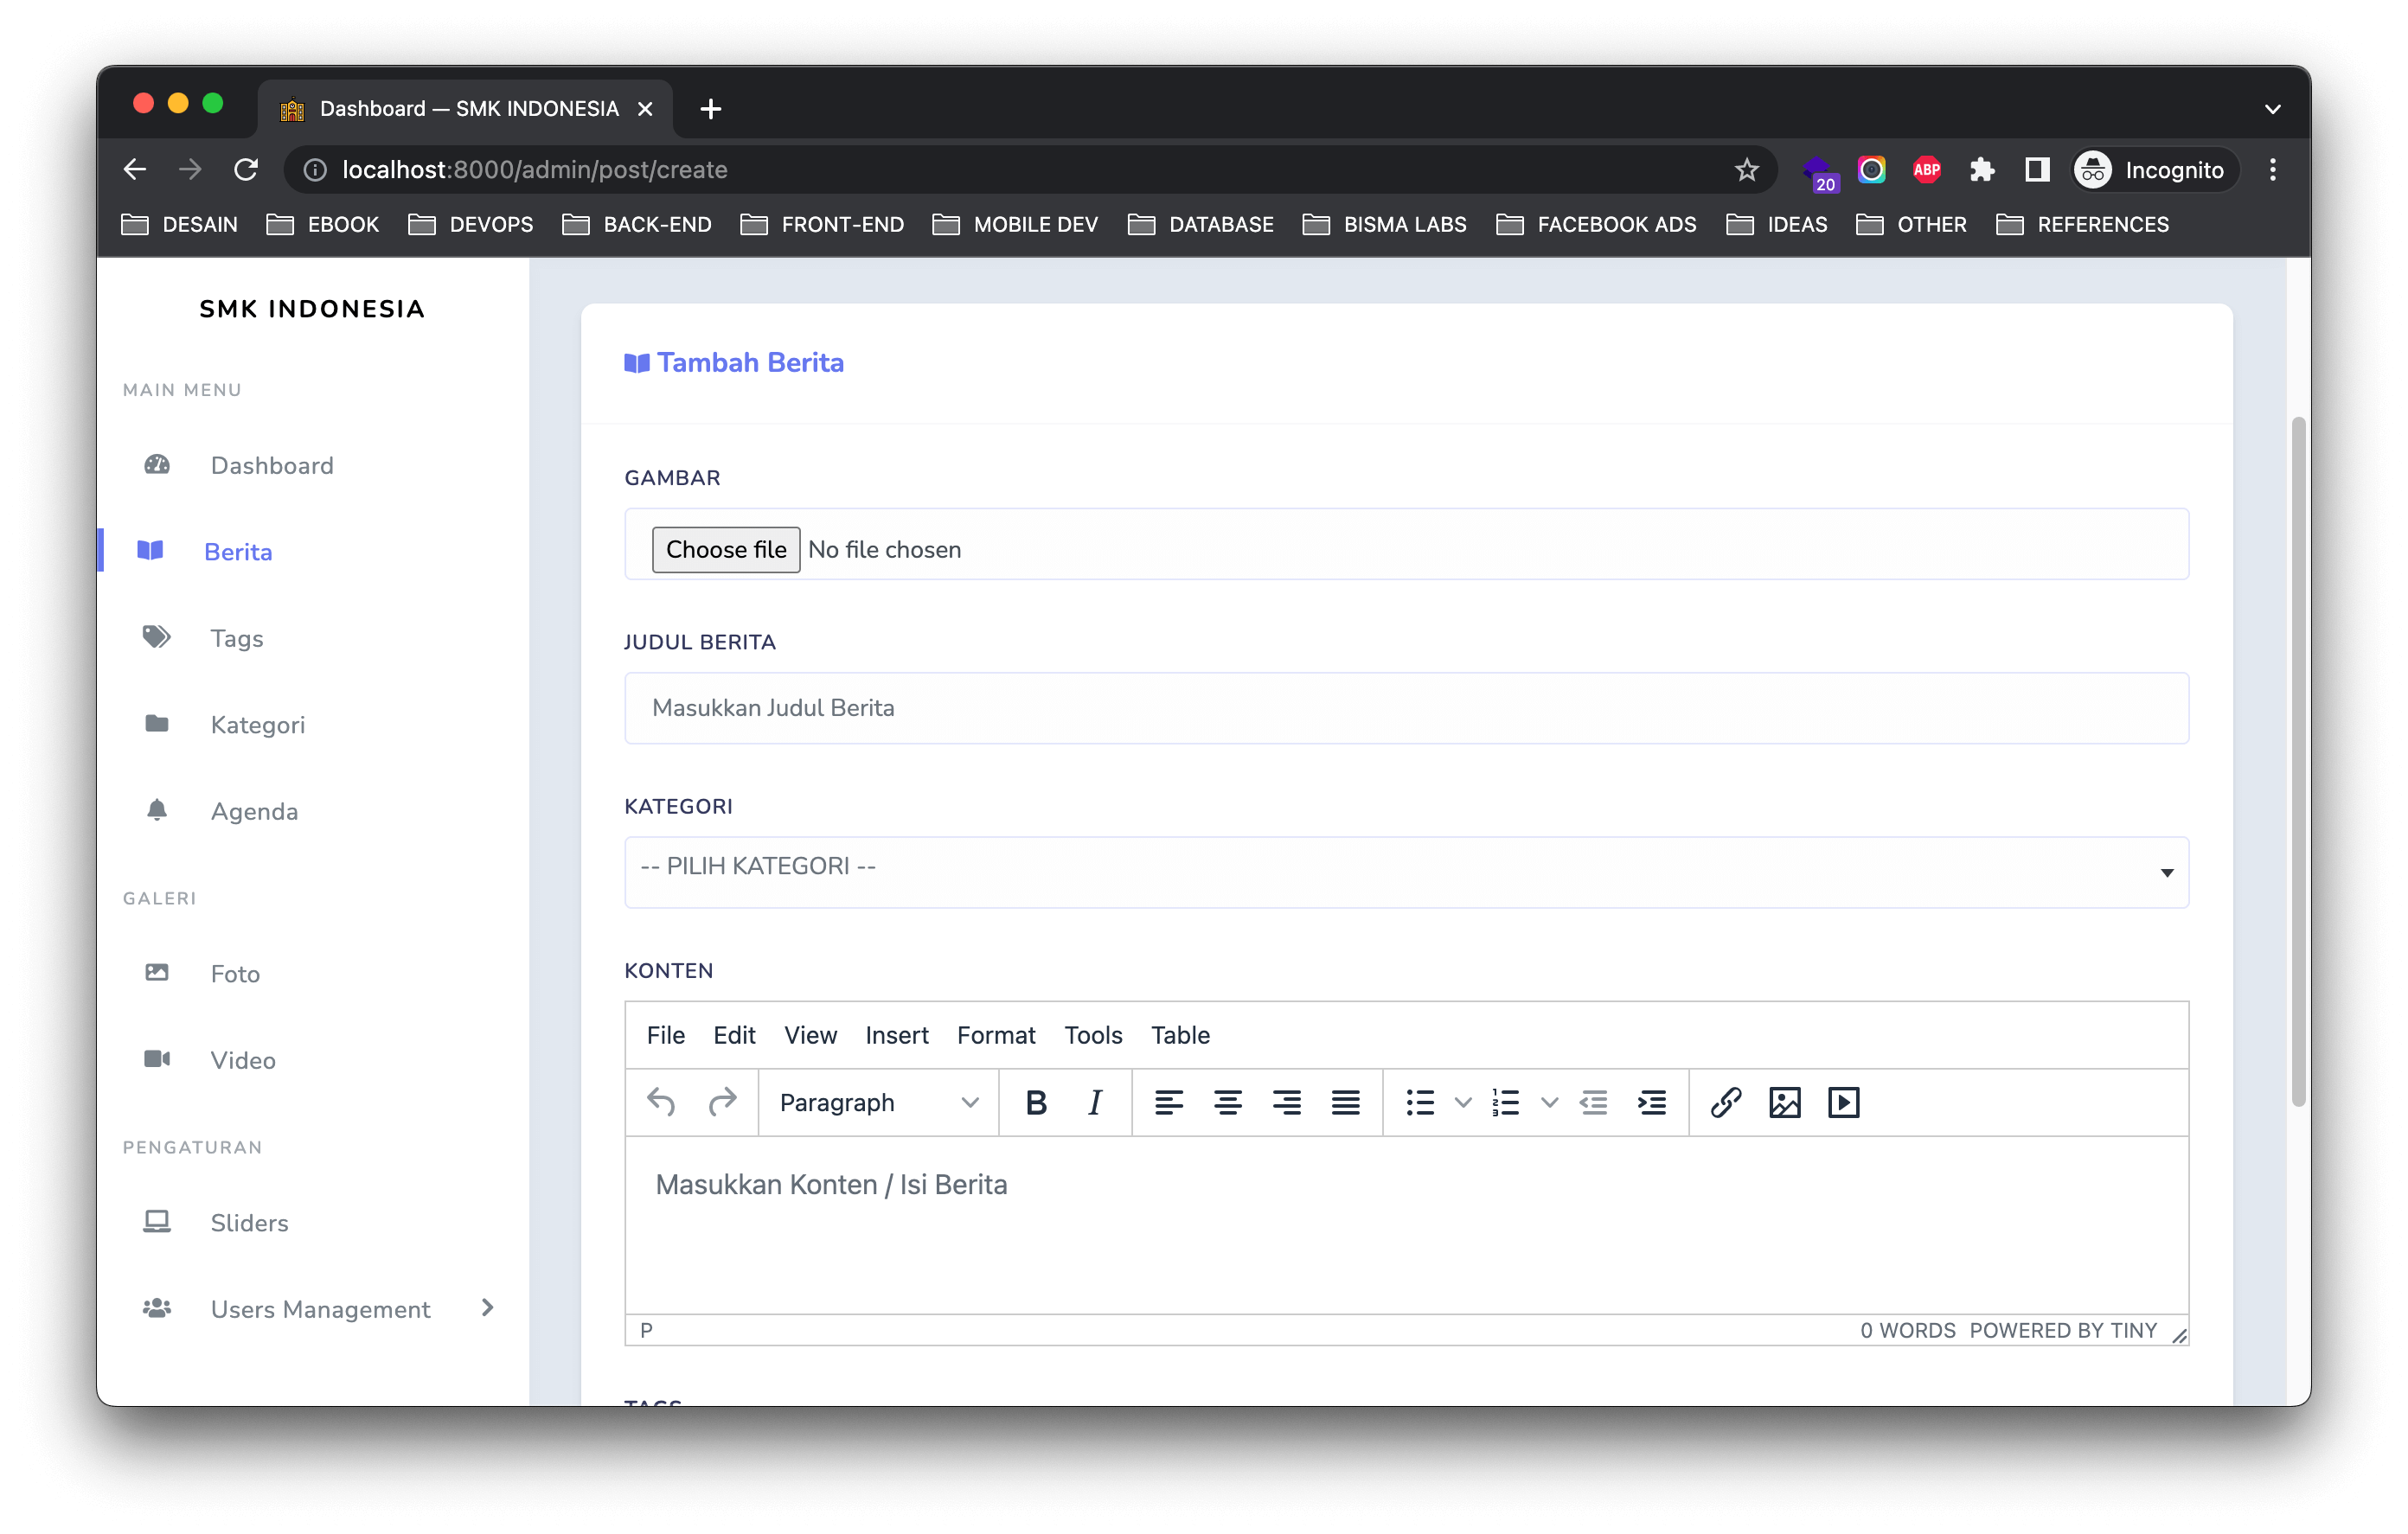 Dashboard — SMK INDONESIA
localhost:8000/admin/post/create
20
ABP
Incognito
DESAIN
EBOOK
DEVOPS
BACK-END
FRONT-END
MOBILE DEV
DATABASE
BISMA LABS
FACEBOOK ADS
IDEAS
OTHER
REFERENCES
SMK INDONESIA
MAIN MENU
Dashboard
Berita
Tags
Kategori
Agenda
GALERI
Foto
Video
PENGATURAN
Sliders
Users Management
Tambah Berita
GAMBAR
Choose file No file chosen
JUDUL BERITA
Masukkan Judul Berita
KATEGORI
-- PILIH KATEGORI --
KONTEN
File Edit View Insert Format Tools Table
Paragraph B I
Masukkan Konten / Isi Berita
P 0 WORDS POWERED BY TINY
TAGS